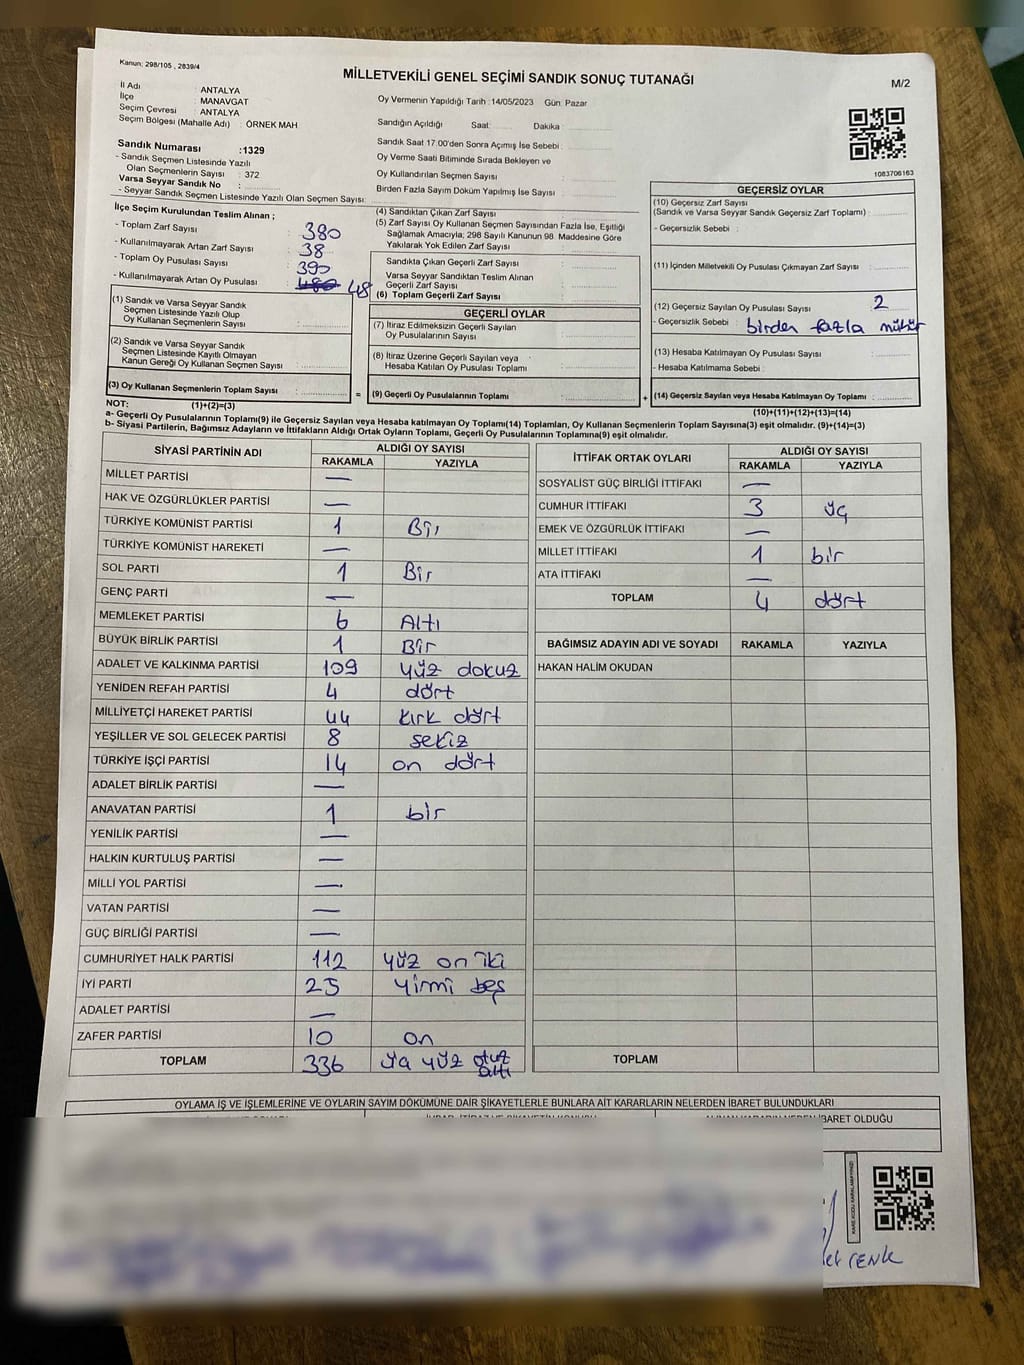 Kanun; 298/105 , 2839/4
MİLLETVEKİLİ GENEL SEÇİMİ SANDIK SONUÇ TUTANAĞI
M/2
İl Adı : ANTALYA
İlçe : MANAVGAT
Seçim Çevresi : ANTALYA
Seçim Bölgesi (Mahalle Adı) : ÖRNEK MAH
Oy Vermenin Yapıldığı Tarih :14/05/2023 Gün: Pazar
Sandığın Açıldığı Saat: Dakika :
Sandık Numarası :1329
- Sandık Seçmen Listesinde Yazılı
Olan Seçmenlerin Sayısı : 372
Varsa Seyyar Sandık No :
- Seyyar Sandık Seçmen Listesinde Yazılı Olan Seçmen Sayısı:
Sandık Saat 17.00'den Sonra Açımış İse Sebebi :
Oy Verme Saati Bitiminde Sırada Bekleyen ve
Oy Kullandırılan Seçmen Sayısı :
Birden Fazla Sayım Döküm Yapılmış İse Sayısı :
1083706163
İlçe Seçim Kurulundan Teslim Alınan ;
- Toplam Zarf Sayısı : 380
- Kullanılmayarak Artan Zarf Sayısı : 38
- Toplam Oy Pusulası Sayısı : 390
- Kullanılmayarak Artan Oy Pusulası : 48
(4) Sandıktan Çıkan Zarf Sayısı :
(5) Zarf Sayısı Oy Kullanan Seçmen Sayısından Fazla İse, Eşitliği
Sağlamak Amacıyla; 298 Sayılı Kanunun 98. Maddesine Göre
Yakılarak Yok Edilen Zarf Sayısı :
Sandıkta Çıkan Geçerli Zarf Sayısı :
Varsa Seyyar Sandıktan Teslim Alınan
Geçerli Zarf Sayısı :
(6) Toplam Geçerli Zarf Sayısı :
GEÇERSİZ OYLAR
(10) Geçersiz Zarf Sayısı
(Sandık ve Varsa Seyyar Sandık Geçersiz Zarf Toplamı) :
- Geçersizlik Sebebi :
(11) İçinden Milletvekili Oy Pusulası Çıkmayan Zarf Sayısı :
(12) Geçersiz Sayılan Oy Pusulası Sayısı : 2
- Geçersizlik Sebebi : birden fazla mühür
(13) Hesaba Katılmayan Oy Pusulası Sayısı :
- Hesaba Katılmama Sebebi :
(14) Geçersiz Sayılan veya Hesaba Katılmayan Oy Toplamı :
(10)+(11)+(12)+(13)=(14)
(1) Sandık ve Varsa Seyyar Sandık
Seçmen Listesinde Yazılı Olup
Oy Kullanan Seçmenlerin Sayısı :
(2) Sandık ve Varsa Seyyar Sandık
Seçmen Listesinde Kayıtlı Olmayan
Kanun Gereği Oy Kullanan Seçmen Sayısı :
(3) Oy Kullanan Seçmenlerin Toplam Sayısı : =
GEÇERLİ OYLAR
(7) İtiraz Edilmeksizin Geçerli Sayılan
Oy Pusulalarının Sayısı :
(8) İtiraz Üzerine Geçerli Sayılan veya
Hesaba Katılan Oy Pusulası Toplamı :
(9) Geçerli Oy Pusulalarının Toplamı : +
NOT: (1)+(2)=(3)
a- Geçerli Oy Pusulalarının Toplamı(9) ile Geçersiz Sayılan veya Hesaba katılmayan Oy Toplamı(14) Toplamları, Oy Kullanan Seçmenlerin Toplam Sayısına(3) eşit olmalıdır. (9)+(14)=(3)
b- Siyasi Partilerin, Bağımsız Adayların ve İttifakların Aldığı Ortak Oyların Toplamı, Geçerli Oy Pusulalarının Toplamına(9) eşit olmalıdır.
SİYASİ PARTİNİN ADI ALDIĞI OY SAYISI
RAKAMLA YAZIYLA
MİLLET PARTİSİ —
HAK VE ÖZGÜRLÜKLER PARTİSİ —
TÜRKİYE KOMÜNİST PARTİSİ 1 Bir
TÜRKİYE KOMÜNİST HAREKETİ —
SOL PARTİ 1 Bir
GENÇ PARTİ —
MEMLEKET PARTİSİ 6 Altı
BÜYÜK BİRLİK PARTİSİ 1 Bir
ADALET VE KALKINMA PARTİSİ 109 yüz dokuz
YENİDEN REFAH PARTİSİ 4 dört
MİLLİYETÇİ HAREKET PARTİSİ 44 kırk dört
YEŞİLLER VE SOL GELECEK PARTİSİ 8 sekiz
TÜRKİYE İŞÇİ PARTİSİ 14 on dört
ADALET BİRLİK PARTİSİ —
ANAVATAN PARTİSİ 1 bir
YENİLİK PARTİSİ —
HALKIN KURTULUŞ PARTİSİ —
MİLLİ YOL PARTİSİ —
VATAN PARTİSİ —
GÜÇ BİRLİĞİ PARTİSİ —
CUMHURİYET HALK PARTİSİ 112 yüz on iki
İYİ PARTİ 25 yirmi beş
ADALET PARTİSİ —
ZAFER PARTİSİ 10 on
TOPLAM 336 üç yüz otuz altı
İTTİFAK ORTAK OYLARI ALDIĞI OY SAYISI
RAKAMLA YAZIYLA
SOSYALİST GÜÇ BİRLİĞİ İTTİFAKI —
CUMHUR İTTİFAKI 3 üç
EMEK VE ÖZGÜRLÜK İTTİFAKI —
MİLLET İTTİFAKI 1 bir
ATA İTTİFAKI —
TOPLAM 4 dört
BAĞIMSIZ ADAYIN ADI VE SOYADI RAKAMLA YAZIYLA
HAKAN HALİM OKUDAN
TOPLAM
OYLAMA İŞ VE İŞLEMLERİNE VE OYLARIN SAYIM DÖKÜMÜNE DAİR ŞİKAYETLERLE BUNLARA AİT KARARLARIN NELERDEN İBARET BULUNDUKLARI
İBARET OLDUĞU
KARE KODU KARALAMAYINIZ!
CENK